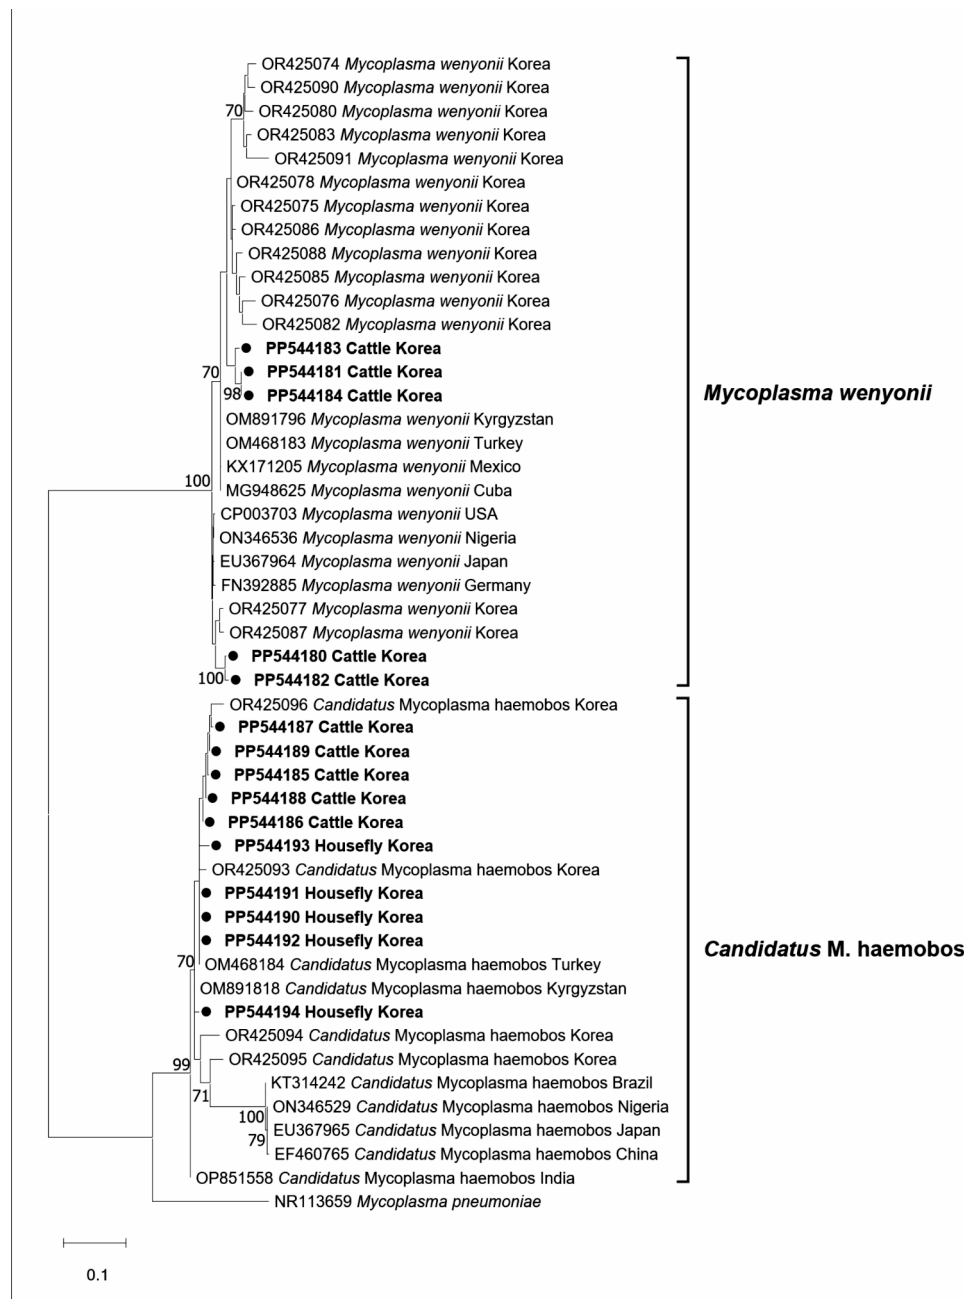 OR425074 Mycoplasma wenyonii Korea
OR425090 Mycoplasma wenyonii Korea
70
OR425080 Mycoplasma wenyonii Korea
OR425083 Mycoplasma wenyonii Korea
OR425091 Mycoplasma wenyonii Korea
OR425078 Mycoplasma wenyonii Korea
OR425075 Mycoplasma wenyonii Korea
OR425086 Mycoplasma wenyonii Korea
OR425088 Mycoplasma wenyonii Korea
OR425085 Mycoplasma wenyonii Korea
OR425076 Mycoplasma wenyonii Korea
OR425082 Mycoplasma wenyonii Korea
PP544183 Cattle Korea
70
PP544181 Cattle Korea
98
PP544184 Cattle Korea
Mycoplasma wenyonii
OM891796 Mycoplasma wenyonii Kyrgyzstan
OM468183 Mycoplasma wenyonii Turkey
KX171205 Mycoplasma wenyonii Mexico
100
MG948625 Mycoplasma wenyonii Cuba
CP003703 Mycoplasma wenyonii USA
ON346536 Mycoplasma wenyonii Nigeria
EU367964 Mycoplasma wenyonii Japan
FN392885 Mycoplasma wenyonii Germany
OR425077 Mycoplasma wenyonii Korea
OR425087 Mycoplasma wenyonii Korea
PP544180 Cattle Korea
100
PP544182 Cattle Korea
OR425096 Candidatus Mycoplasma haemobos Korea
PP544187 Cattle Korea
PP544189 Cattle Korea
PP544185 Cattle Korea
PP544188 Cattle Korea
PP544186 Cattle Korea
PP544193 Housefly Korea
OR425093 Candidatus Mycoplasma haemobos Korea
PP544191 Housefly Korea
PP544190 Housefly Korea
PP544192 Housefly Korea
Candidatus M. haemobos
70
OM468184 Candidatus Mycoplasma haemobos Turkey
OM891818 Candidatus Mycoplasma haemobos Kyrgyzstan
PP544194 Housefly Korea
OR425094 Candidatus Mycoplasma haemobos Korea
99
OR425095 Candidatus Mycoplasma haemobos Korea
KT314242 Candidatus Mycoplasma haemobos Brazil
71
ON346529 Candidatus Mycoplasma haemobos Nigeria
100
EU367965 Candidatus Mycoplasma haemobos Japan
79
EF460765 Candidatus Mycoplasma haemobos China
OP851558 Candidatus Mycoplasma haemobos India
NR113659 Mycoplasma pneumoniae
0.1